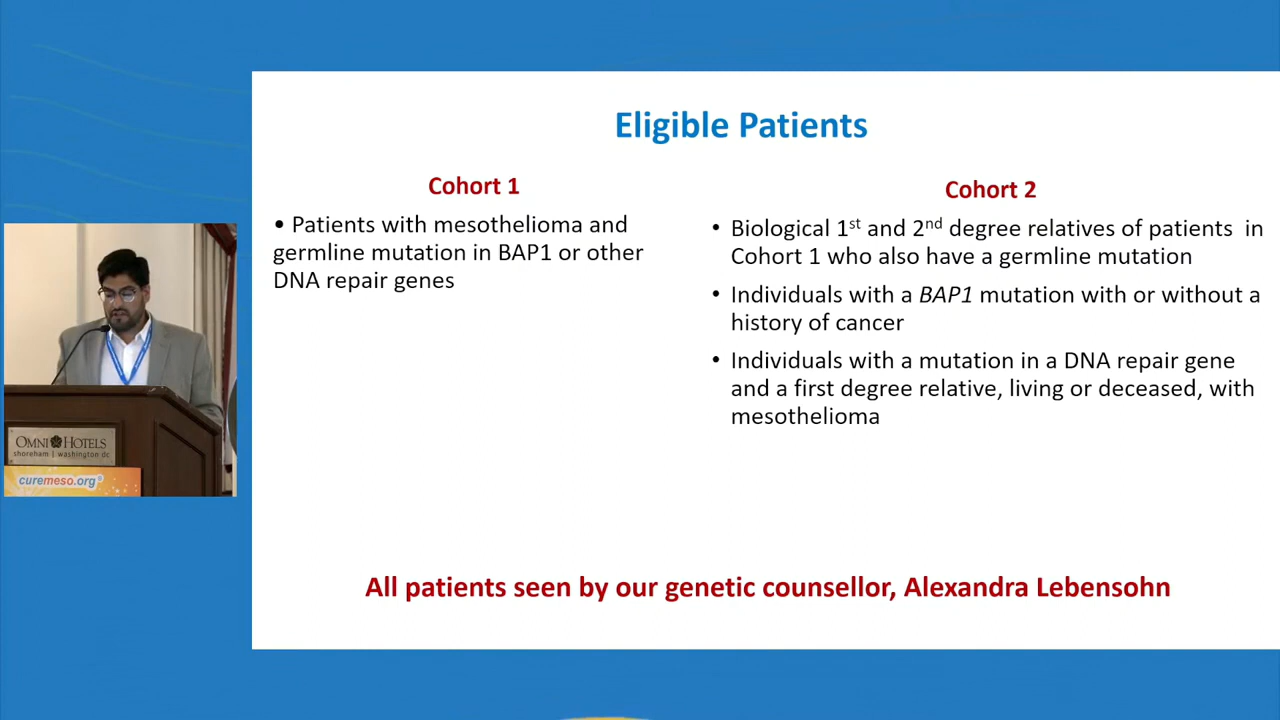 Eligible Patients
Cohort 1
• Patients with mesothelioma and
germline mutation in BAP1 or other
DNA repair genes
Cohort 2
• Biological 1st and 2nd degree relatives of patients in
Cohort 1 who also have a germline mutation
• Individuals with a BAP1 mutation with or without a
history of cancer
• Individuals with a mutation in a DNA repair gene
and a first degree relative, living or deceased, with
mesothelioma
All patients seen by our genetic counsellor, Alexandra Lebensohn
OMNI HOTELS
shoreham | washington dc
curemeso.org®